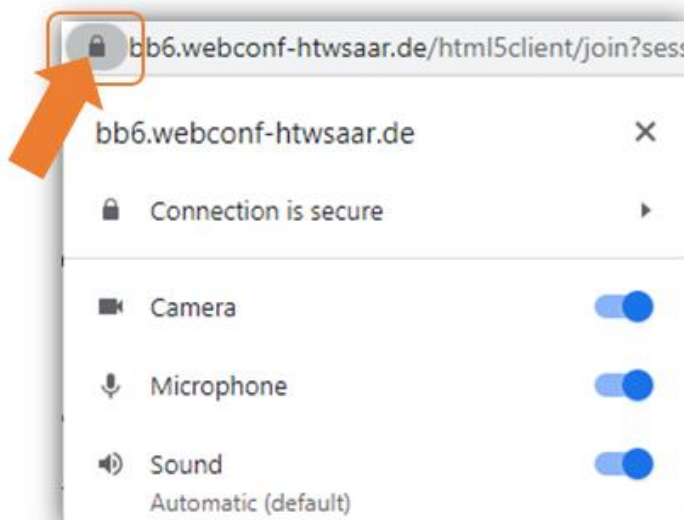 bb6.webconf-htwsaar.de/html5client/join?sess
bb6.webconf-htwsaar.de
Connection is secure
Camera
Microphone
Sound
Automatic (default)